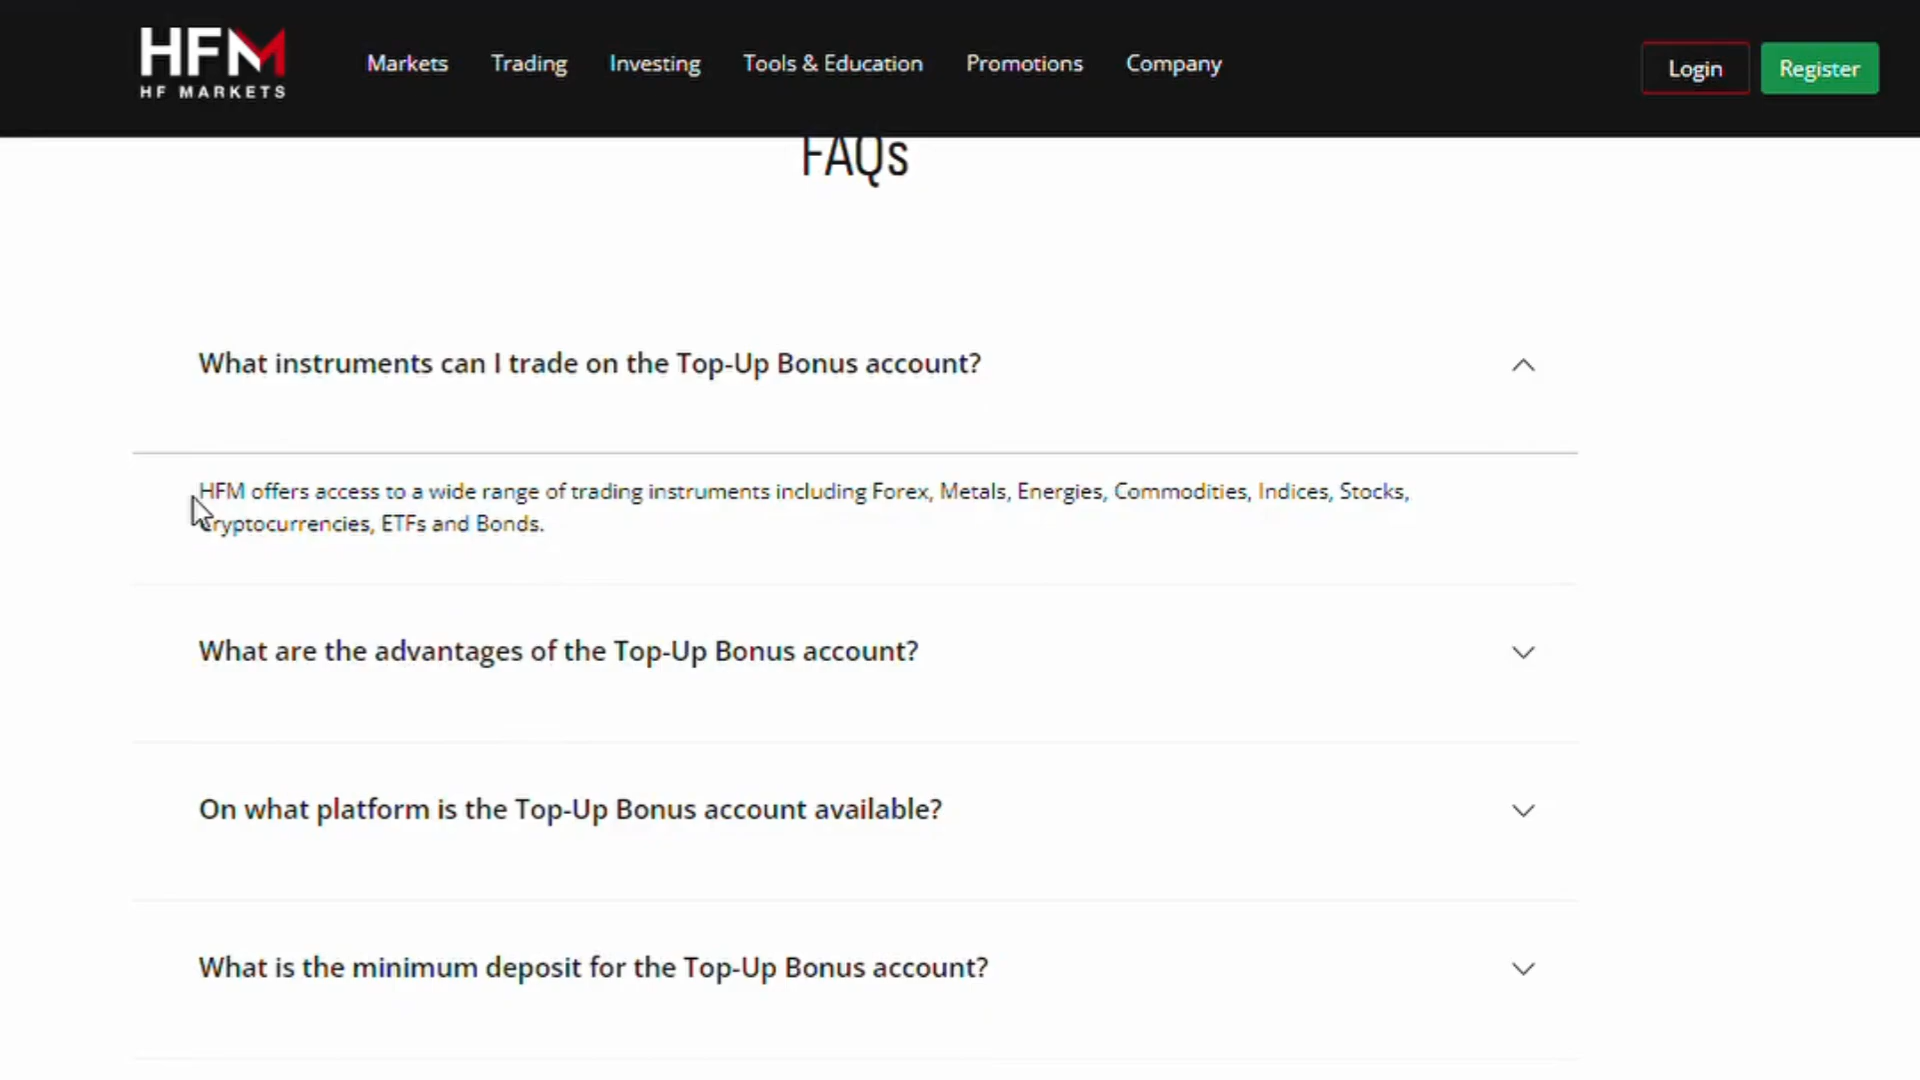 HFM
HF MARKETS
Markets
Trading
Investing
Tools & Education
Promotions
Company
Login
Register
FAQs
What instruments can I trade on the Top-Up Bonus account?
HFM offers access to a wide range of trading instruments including Forex, Metals, Energies, Commodities, Indices, Stocks,
Cryptocurrencies, ETFs and Bonds.
What are the advantages of the Top-Up Bonus account?
On what platform is the Top-Up Bonus account available?
What is the minimum deposit for the Top-Up Bonus account?